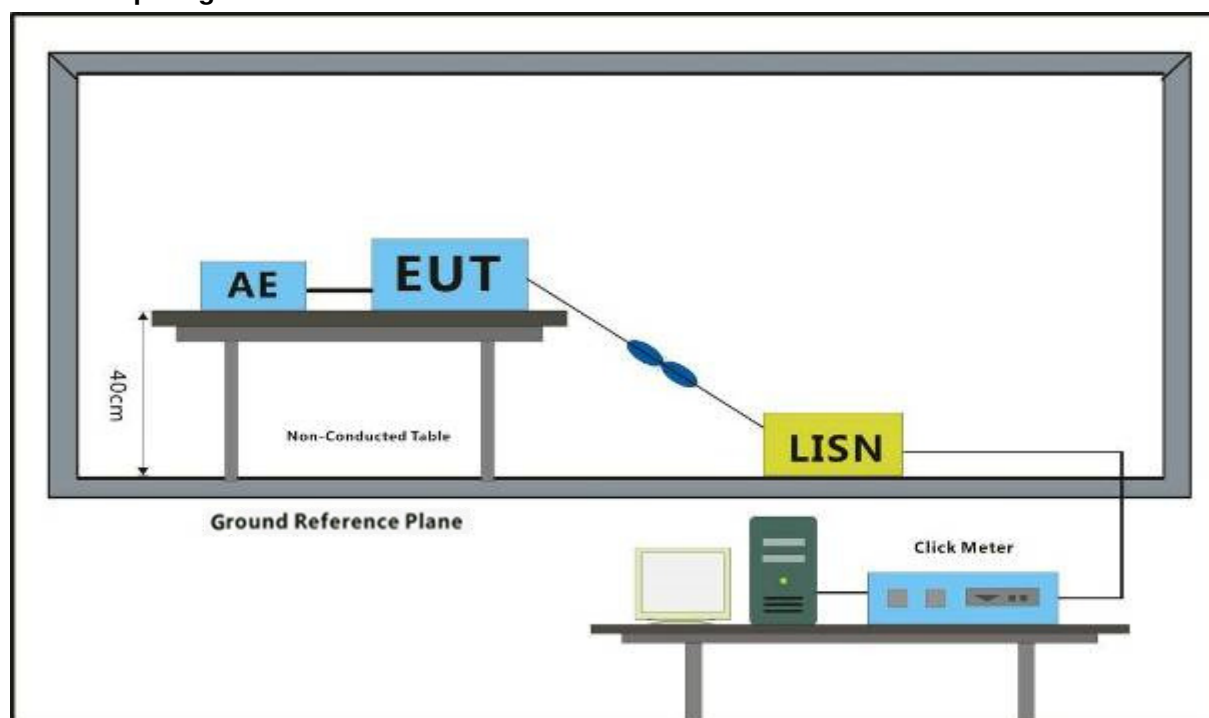 AE
EUT
40cm
Non-Conducted Table
LISN
Ground Reference Plane
Click Meter